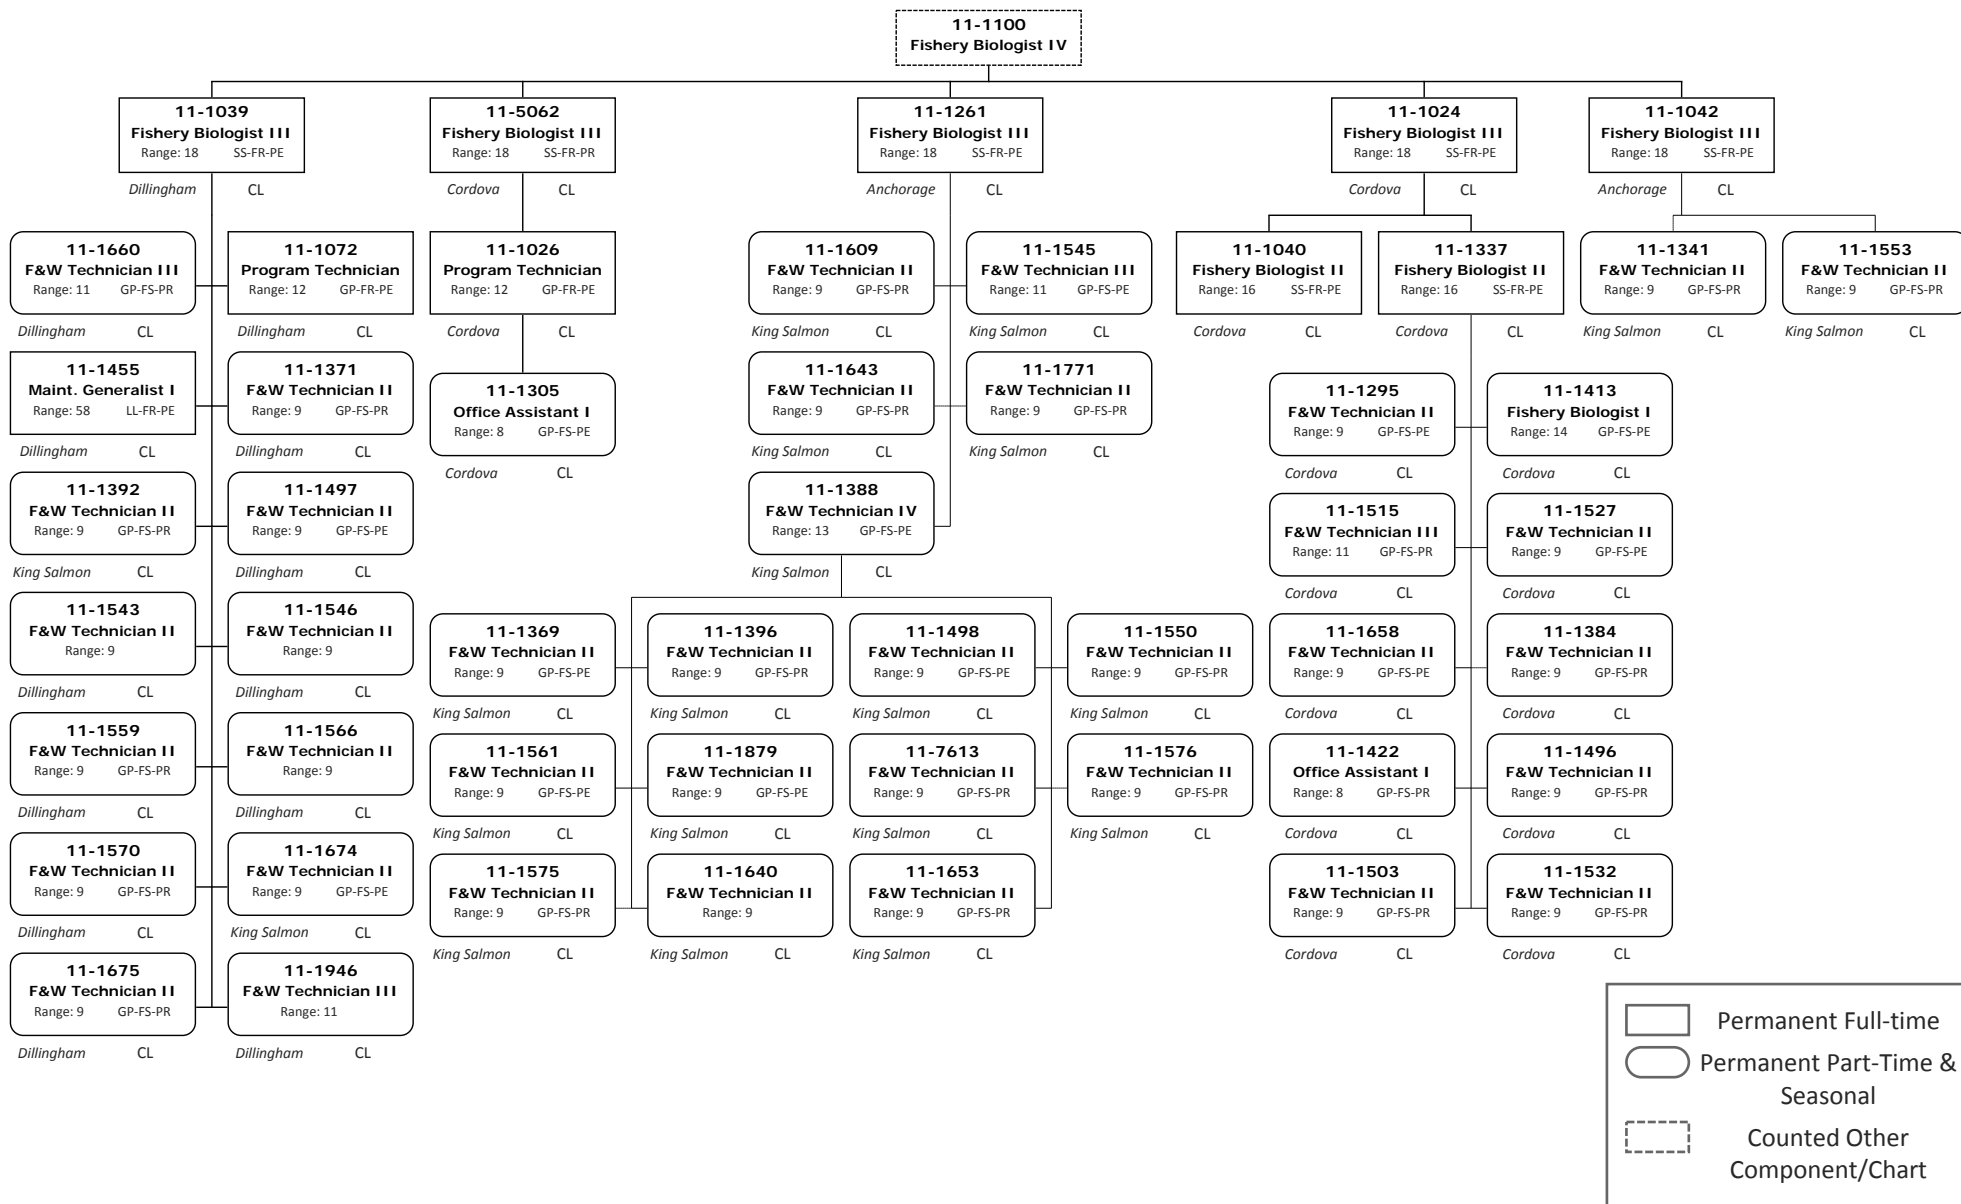 11-1100
Fishery Biologist IV
11-1039
Fishery Biologist III
Range: 18 SS-FR-PE
Dillingham CL
11-5062
Fishery Biologist III
Range: 18 SS-FR-PR
Cordova CL
11-1261
Fishery Biologist III
Range: 18 SS-FR-PE
Anchorage CL
11-1024
Fishery Biologist III
Range: 18 SS-FR-PE
Cordova CL
11-1042
Fishery Biologist III
Range: 18 SS-FR-PE
Anchorage CL
11-1660
F&W Technician III
Range: 11 GP-FS-PR
Dillingham CL
11-1072
Program Technician
Range: 12 GP-FR-PE
Dillingham CL
11-1455
Maint. Generalist I
Range: 58 LL-FR-PE
Dillingham CL
11-1371
F&W Technician II
Range: 9 GP-FS-PR
Dillingham CL
11-1392
F&W Technician II
Range: 9 GP-FS-PR
King Salmon CL
11-1497
F&W Technician II
Range: 9 GP-FS-PE
Dillingham CL
11-1543
F&W Technician II
Range: 9
Dillingham CL
11-1546
F&W Technician II
Range: 9
Dillingham CL
11-1559
F&W Technician II
Range: 9 GP-FS-PR
Dillingham CL
11-1566
F&W Technician II
Range: 9
Dillingham CL
11-1570
F&W Technician II
Range: 9 GP-FS-PR
Dillingham CL
11-1674
F&W Technician II
Range: 9 GP-FS-PE
King Salmon CL
11-1675
F&W Technician II
Range: 9 GP-FS-PR
Dillingham CL
11-1946
F&W Technician III
Range: 11
Dillingham CL
11-1026
Program Technician
Range: 12 GP-FR-PE
Cordova CL
11-1305
Office Assistant I
Range: 8 GP-FS-PE
Cordova CL
11-1609
F&W Technician II
Range: 9 GP-FS-PR
King Salmon CL
11-1545
F&W Technician III
Range: 11 GP-FS-PE
King Salmon CL
11-1643
F&W Technician II
Range: 9 GP-FS-PR
King Salmon CL
11-1771
F&W Technician II
Range: 9 GP-FS-PR
King Salmon CL
11-1388
F&W Technician IV
Range: 13 GP-FS-PE
King Salmon CL
11-1369
F&W Technician II
Range: 9 GP-FS-PE
King Salmon CL
11-1396
F&W Technician II
Range: 9 GP-FS-PR
King Salmon CL
11-1498
F&W Technician II
Range: 9 GP-FS-PE
King Salmon CL
11-1550
F&W Technician II
Range: 9 GP-FS-PR
King Salmon CL
11-1561
F&W Technician II
Range: 9 GP-FS-PE
King Salmon CL
11-1879
F&W Technician II
Range: 9 GP-FS-PE
King Salmon CL
11-7613
F&W Technician II
Range: 9 GP-FS-PR
King Salmon CL
11-1576
F&W Technician II
Range: 9 GP-FS-PR
King Salmon CL
11-1575
F&W Technician II
Range: 9 GP-FS-PR
King Salmon CL
11-1640
F&W Technician II
Range: 9
King Salmon CL
11-1653
F&W Technician II
Range: 9 GP-FS-PR
King Salmon CL
11-1040
Fishery Biologist II
Range: 16 SS-FR-PE
Cordova CL
11-1337
Fishery Biologist II
Range: 16 SS-FR-PE
Cordova CL
11-1295
F&W Technician II
Range: 9 GP-FS-PE
Cordova CL
11-1413
Fishery Biologist I
Range: 14 GP-FS-PE
Cordova CL
11-1515
F&W Technician III
Range: 11 GP-FS-PR
Cordova CL
11-1527
F&W Technician II
Range: 9 GP-FS-PE
Cordova CL
11-1658
F&W Technician II
Range: 9 GP-FS-PE
Cordova CL
11-1384
F&W Technician II
Range: 9 GP-FS-PR
Cordova CL
11-1422
Office Assistant I
Range: 8 GP-FS-PR
Cordova CL
11-1496
F&W Technician II
Range: 9 GP-FS-PR
Cordova CL
11-1503
F&W Technician II
Range: 9 GP-FS-PR
Cordova CL
11-1532
F&W Technician II
Range: 9 GP-FS-PR
Cordova CL
11-1341
F&W Technician II
Range: 9 GP-FS-PR
King Salmon CL
11-1553
F&W Technician II
Range: 9 GP-FS-PR
King Salmon CL
Permanent Full-time
Permanent Part-Time &
Seasonal
Counted Other
Component/Chart